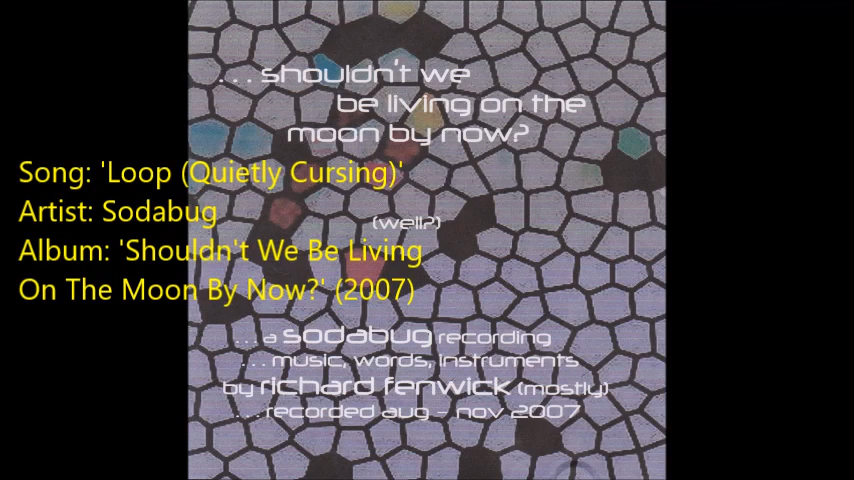 ...shouldn't we
be living on the
moon by now?
Song: 'Loop (Quietly Cursing)'
Artist: Sodabug
(well?)
Album: 'Shouldn't We Be Living
On The Moon By Now?' (2007)
...a sodabug recording
...music, words, instruments
by richard fenwick (mostly)
...recorded aug - nov 2007